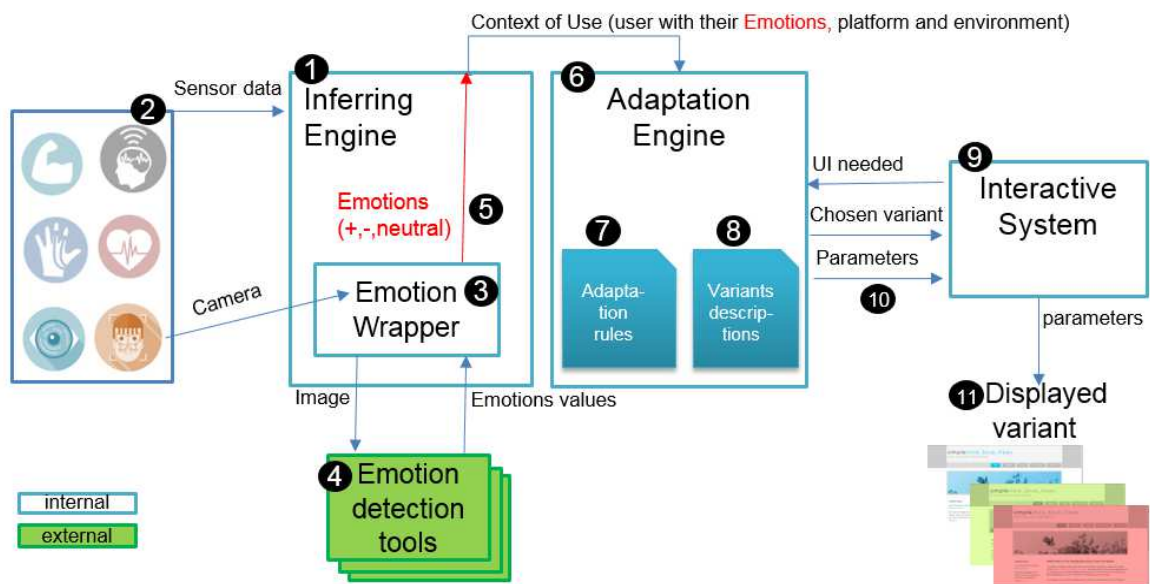 Context of Use (user with their Emotions, platform and environment)
1
Inferring
Engine
2
Sensor data
6
Adaptation
Engine
9
Interactive
System
UI needed
Chosen variant
Parameters
10
Emotions
(+,-,neutral)
5
7
Adapta-
tion
rules
8
Variants
descrip-
tions
Camera
Emotion
Wrapper
3
parameters
Image
Emotions values
11
Displayed
variant
4
Emotion
detection
tools
internal
external